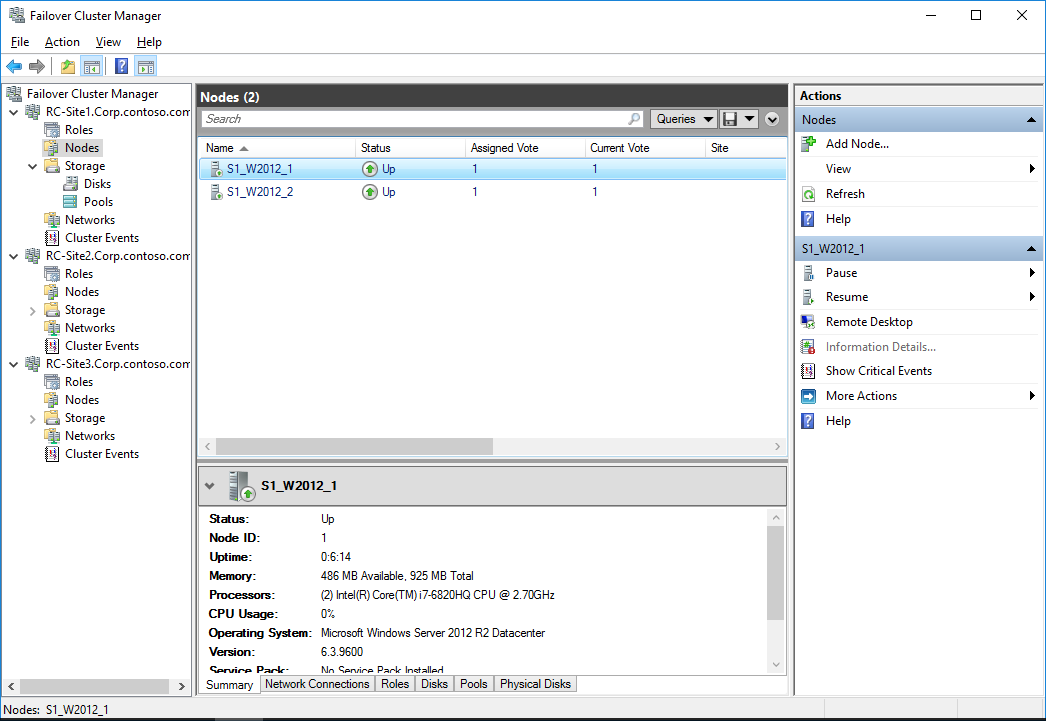 Failover Cluster Manager
File Action View Help
Failover Cluster Manager
RC-Site1.Corp.contoso.com
Roles
Nodes
Storage
Disks
Pools
Networks
Cluster Events
RC-Site2.Corp.contoso.com
Roles
Nodes
Storage
Networks
Cluster Events
RC-Site3.Corp.contoso.com
Roles
Nodes
Storage
Networks
Cluster Events
Nodes (2)
Search Queries
Name Status Assigned Vote Current Vote Site
S1_W2012_1 Up 1 1
S1_W2012_2 Up 1 1
S1_W2012_1
Status: Up
Node ID: 1
Uptime: 0:6:14
Memory: 486 MB Available, 925 MB Total
Processors: (2) Intel(R) Core(TM) i7-6820HQ CPU @ 2.70GHz
CPU Usage: 0%
Operating System: Microsoft Windows Server 2012 R2 Datacenter
Version: 6.3.9600
Service Pack: No Service Pack Installed
Summary Network Connections Roles Disks Pools Physical Disks
Actions
Nodes
Add Node...
View
Refresh
Help
S1_W2012_1
Pause
Resume
Remote Desktop
Information Details...
Show Critical Events
More Actions
Help
Nodes: S1_W2012_1